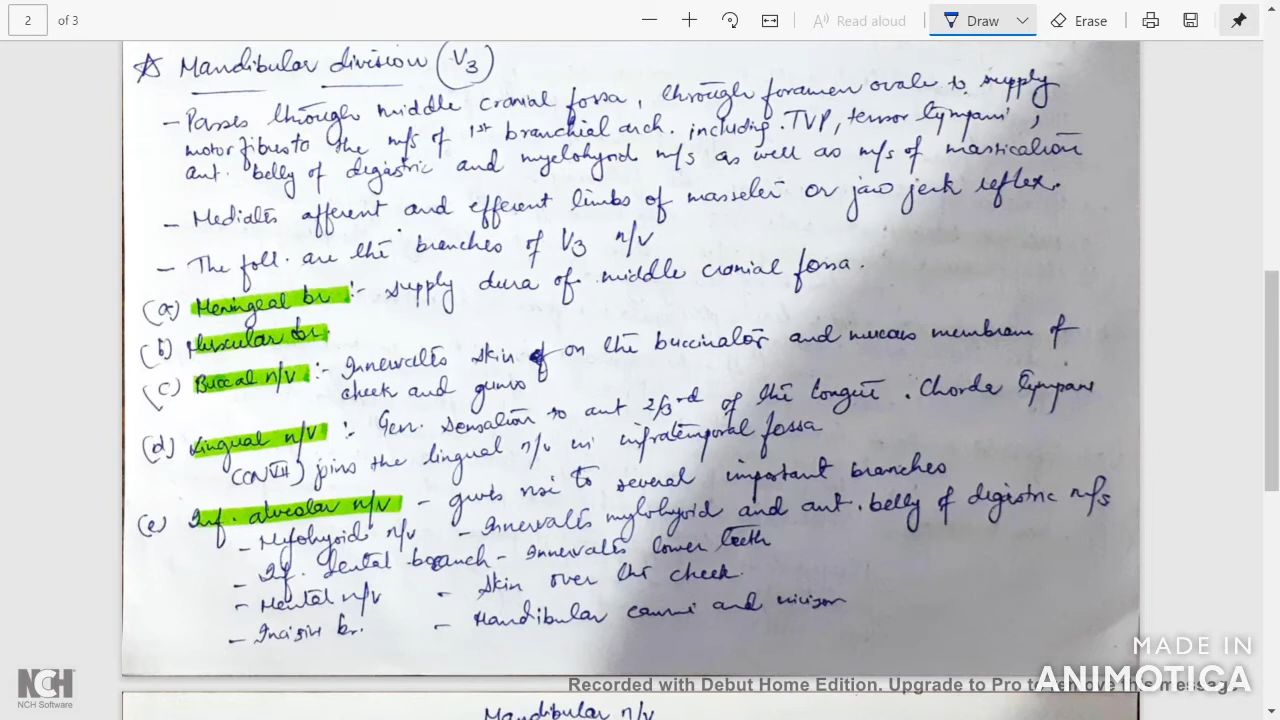 2 of 3
Read aloud
Draw
Erase
☆ Mandibular division (V3)
- Passes through middle cranial fossa, through foramen ovale to supply
motor fibres to the m/s of 1st branchial arch. including. TVP, tensor tympani,
ant. belly of digastric and myelohyoid m/s as well as m/s of mastication
- Mediates afferent and efferent limbs of masseter or jaw jerk reflex.
- The foll. are the branches of V3 n/v
(a) Meningeal br :- supply dura of middle cranial fossa.
(b) Muscular br.
(c) Buccal n/v :- Innervates skin on the buccinator and mucous membrane of
cheek and gums
(d) Lingual n/v :- Gen. sensation to ant 2/3rd of the tongue. Chorda tympani
(CN VII) joins the lingual n/v in infratemporal fossa
(e) Inf. alveolar n/v - gives rise to several important branches
- Mylohyoid n/v - Innervates mylohyoid and ant. belly of digastric m/s
- Inf. Dental branch - Innervates lower teeth
- Mental n/v - Skin over the cheek.
- Incisive br. - Mandibular canine and incisor
Mandibular n/v
NCH
NCH Software
MADE IN
ANIMOTICA
Recorded with Debut Home Edition. Upgrade to Pro to remove this message.